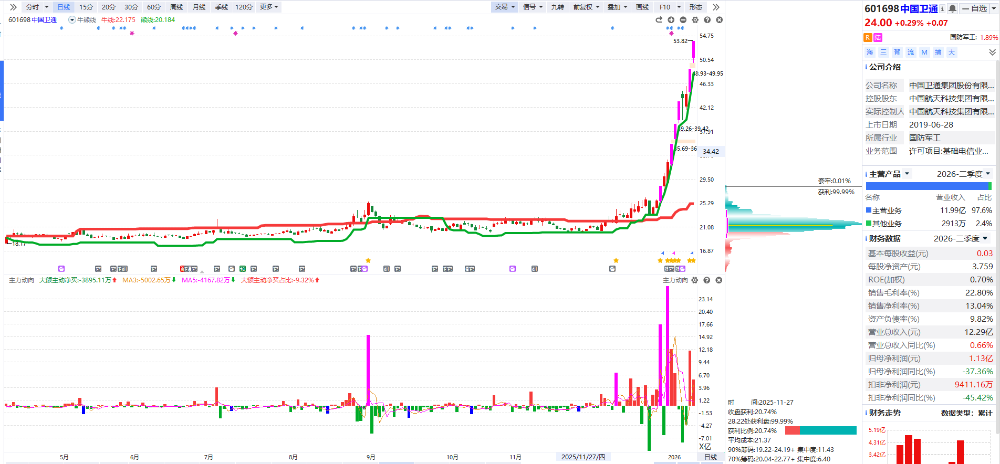 分时 日线 15分 20分 30分 60分 周线 月线 季线 120分 更多 交易 信号 九转 前复权 叠加 画线 F10 形态
601698中国卫通 牛熊线 牛线:22.175 熊线:20.184
54.75
53.82
50.54
48.93-49.95
46.33
42.12
39.26-39.42
37.91
35.69-36
34.42
29.50
25.29
21.08
18.17
16.87
主力动向 大额主动净买:-3895.11万 MA3:-5002.65万 MA5:-4167.82万 大额主动净买占比:-9.32% 主力动向
23.14
20.40
17.66
14.92
12.18
9.44
6.70
3.96
1.22
-1.53
-4.27
-7.01
X亿
5月 6月 7月 8月 9月 10月 11月 2025/11/27/四 2026 日线
套牢:0.01%
获利:99.99%
时 间:2025-11-27
收盘获利:20.74%
28.22处获利盘:99.99%
获利比例:20.74%
平均成本:21.37
90%筹码:19.22-24.19+ 集中度:11.43
70%筹码:20.04-22.77+ 集中度:6.40
601698中国卫通 自选
24.00 +0.29% +0.07
R 陆 国防军工: 1.89%
海 三 背 流 M 捕 大
公司介绍
公司名称 中国卫通集团股份有限...
控股股东 中国航天科技集团有限...
实际控制人 中国航天科技集团有限...
上市日期 2019-06-28
所属行业 国防军工
业务范围 许可项目:基础电信业...
主营产品 2026-二季度
名称 营业收入 占比
主营业务 11.99亿 97.6%
其他业务 2913万 2.4%
财务数据 2026-二季度
基本每股收益(元) 0.03
每股净资产(元) 3.759
ROE(加权) 0.70%
销售毛利率(%) 22.80%
销售净利率(%) 13.04%
资产负债率(%) 9.82%
营业总收入(元) 12.29亿
营业总收入同比(%) 0.66%
归母净利润(元) 1.13亿
归母净利润同比(%) -37.36%
扣非净利润(元) 9411.16万
扣非净利润同比(%) -45.42%
财务走势 数据类型: 累计
5.19亿
4.31亿
3.42亿